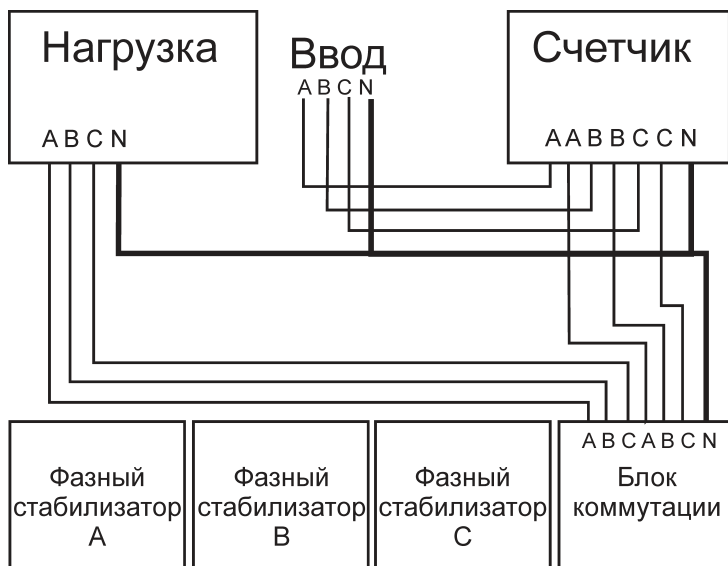 Нагрузка
A B C N
Ввод
A B C N
Счетчик
A A B B C C N
Фазный
стабилизатор
A
Фазный
стабилизатор
B
Фазный
стабилизатор
C
A B C A B C N
Блок
коммутации